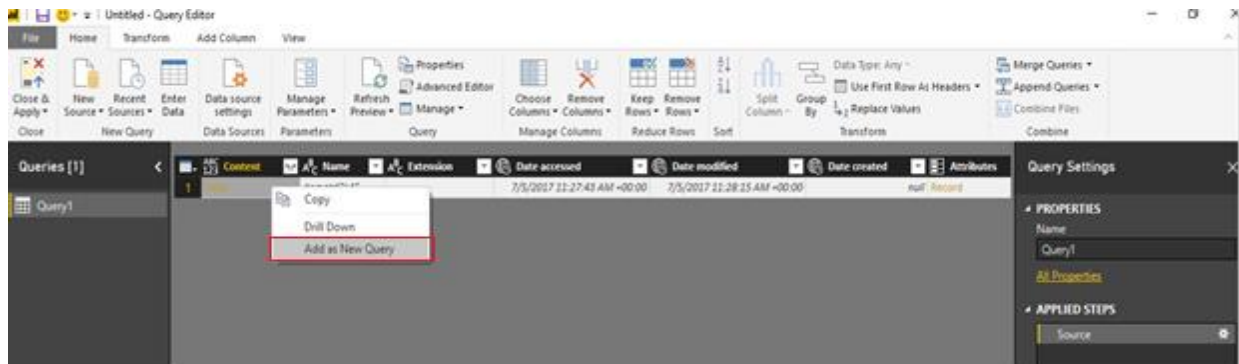 Untitled - Query Editor
File Home Transform Add Column View
Close & Apply
New Source
Recent Sources
Enter Data
Data source settings
Manage Parameters
Refresh Preview
Properties
Advanced Editor
Manage
Choose Columns
Remove Columns
Keep Rows
Remove Rows
Split Column
Group By
Data Type: Any
Use First Row As Headers
Replace Values
Merge Queries
Append Queries
Combine Files
Close New Query Data Sources Parameters Query Manage Columns Reduce Rows Sort Transform Combine
Queries [1]
Query1
Content Name Extension Date accessed Date modified Date created Attributes
1 7/5/2017 11:27:43 AM +00:00 7/5/2017 11:28:15 AM +00:00 null Record
Copy
Drill Down
Add as New Query
Query Settings
PROPERTIES
Name
Query1
All Properties
APPLIED STEPS
Source